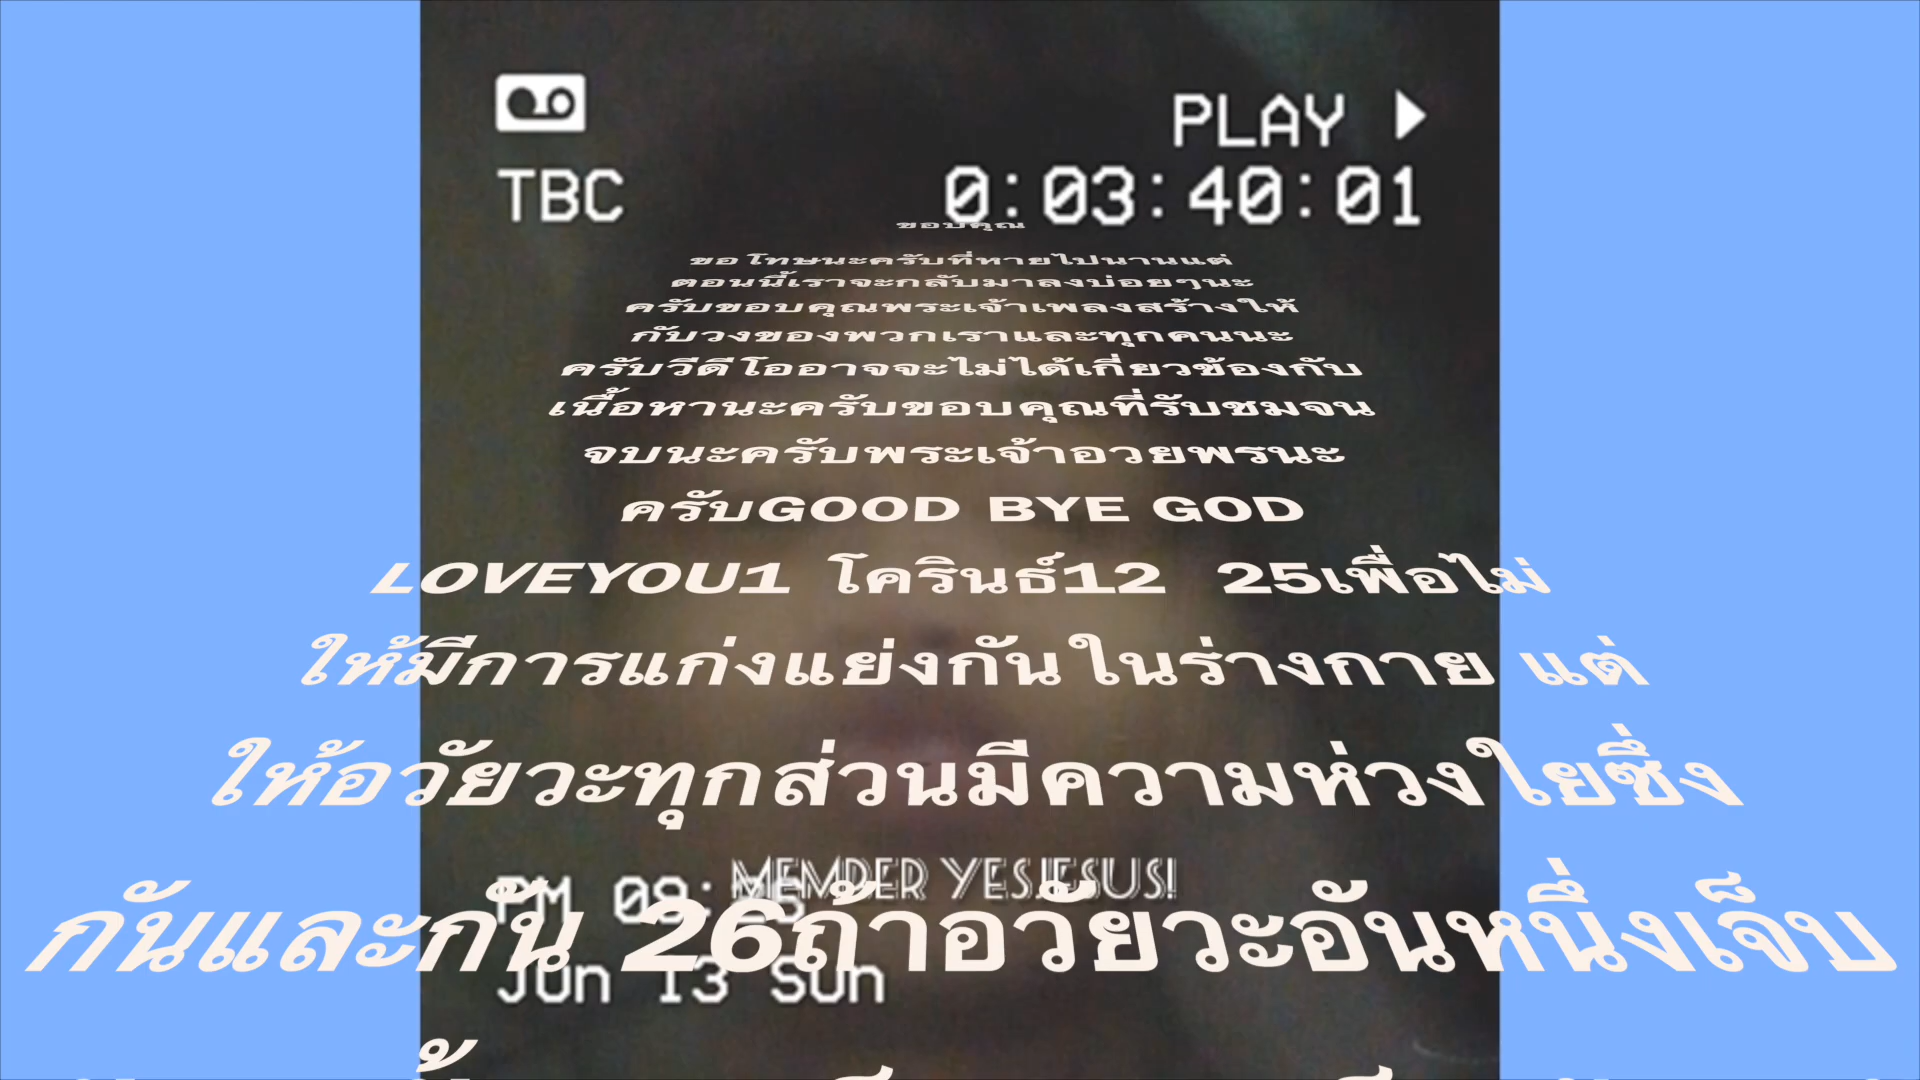 PLAY
TBC
0:03:40:01
ขอบคุณ
ขอโทษนะครับที่หายไปนานแต่
ตอนนี้เราจะกลับมาลงบ่อยๆนะ
ครับขอบคุณพระเจ้าเพลงสร้างให้
กับวงของพวกเราและทุกคนนะ
ครับวีดีโออาจจะไม่ได้เกี่ยวข้องกับ
เนื้อหานะครับขอบคุณที่รับชมจน
จบนะครับพระเจ้าอวยพรนะ
ครับGOOD BYE GOD
LOVEYOU1 โครินธ์12 25เพื่อไม่
ให้มีการแก่งแย่งกันในร่างกาย แต่
ให้อวัยวะทุกส่วนมีความห่วงใยซึ่ง
MEMBER YESJESUS!
PM
กันและกัน 26ถ้าอวัยวะอันหนึ่งเจ็บ
Jun 13 Sun